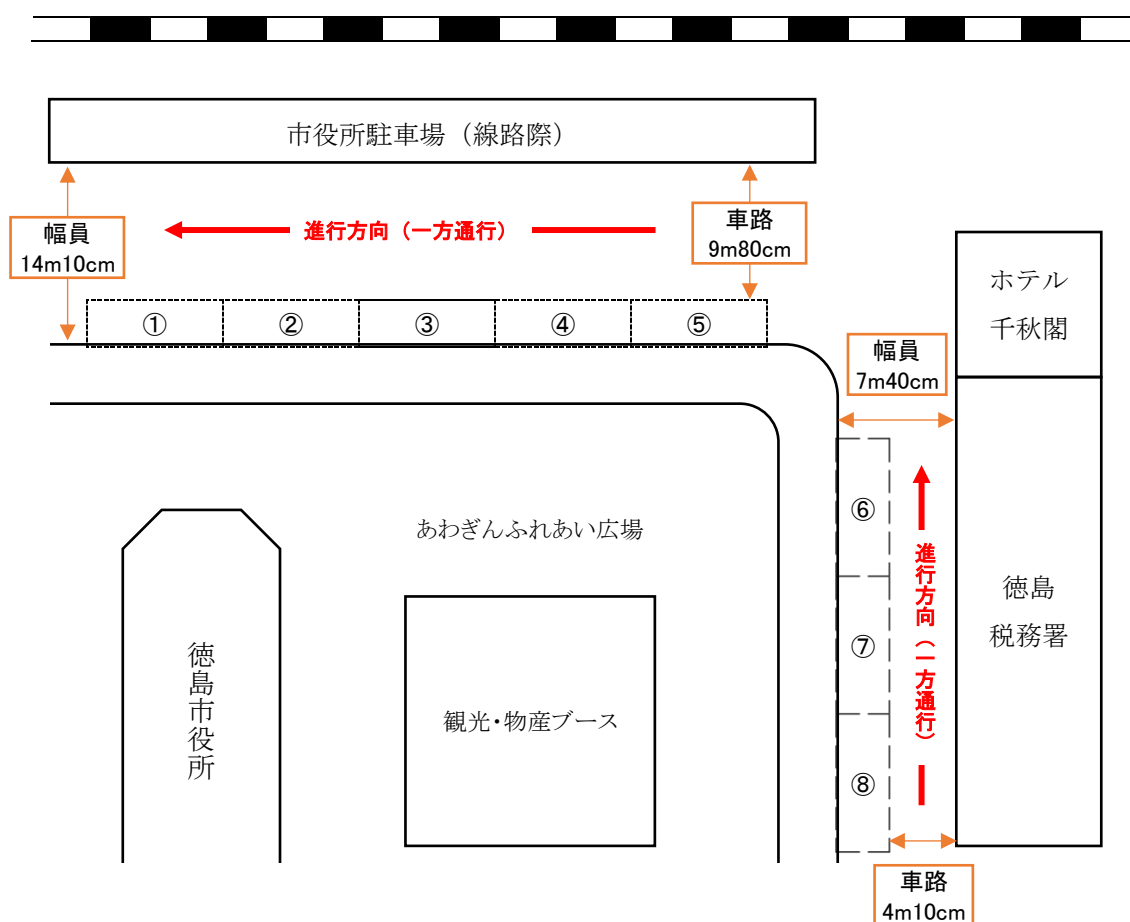 市役所駐車場（線路際）
幅員
14m10cm
進行方向（一方通行）
車路
9m80cm
ホテル
千秋閣
①
②
③
④
⑤
幅員
7m40cm
⑥
⑦
⑧
進行方向（一方通行）
あわぎんふれあい広場
徳島
税務署
徳島市役所
観光・物産ブース
車路
4m10cm